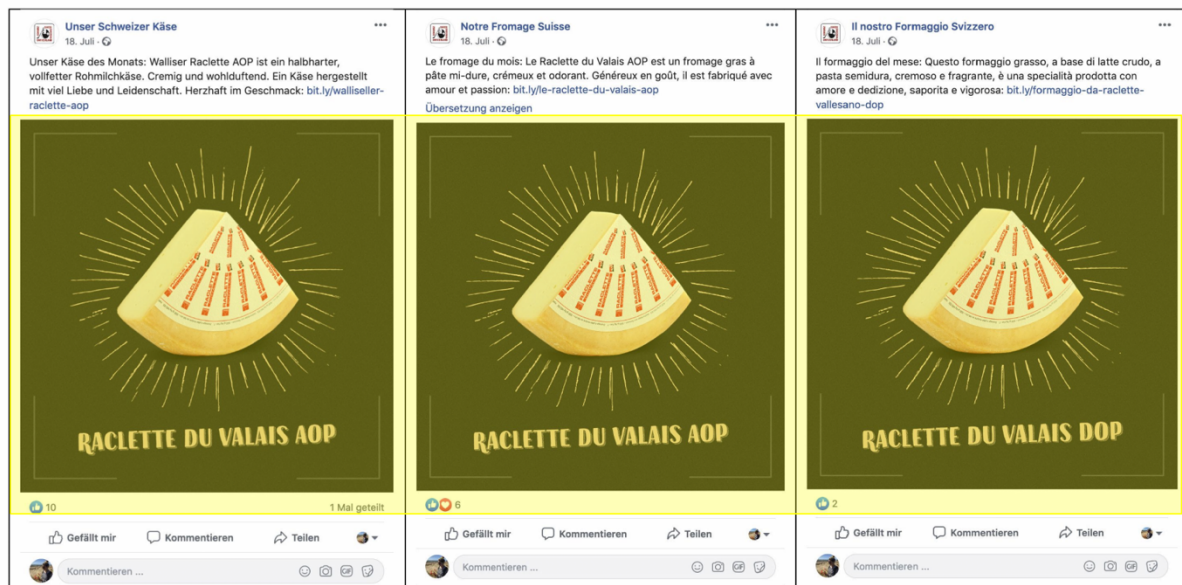 Unser Schweizer Käse
18. Juli ·
Unser Käse des Monats: Walliser Raclette AOP ist ein halbharter,
vollfetter Rohmilchkäse. Cremig und wohlduftend. Ein Käse hergestellt
mit viel Liebe und Leidenschaft. Herzhaft im Geschmack: bit.ly/walliseller-
raclette-aop
RACLETTE DU VALAIS AOP
10
1 Mal geteilt
Gefällt mir
Kommentieren
Teilen
Kommentieren ...
GIF
Notre Fromage Suisse
18. Juli ·
Le fromage du mois: Le Raclette du Valais AOP est un fromage gras à
pâte mi-dure, crémeux et odorant. Généreux en goût, il est fabriqué avec
amour et passion: bit.ly/le-raclette-du-valais-aop
Übersetzung anzeigen
RACLETTE DU VALAIS AOP
6
Gefällt mir
Kommentieren
Teilen
Kommentieren ...
GIF
Il nostro Formaggio Svizzero
18. Juli ·
Il formaggio del mese: Questo formaggio grasso, a base di latte crudo, a
pasta semidura, cremoso e fragrante, è una specialità prodotta con
amore e dedizione, saporita e vigorosa: bit.ly/formaggio-da-raclette-
vallesano-dop
RACLETTE DU VALAIS DOP
2
Gefällt mir
Kommentieren
Teilen
Kommentieren ...
GIF